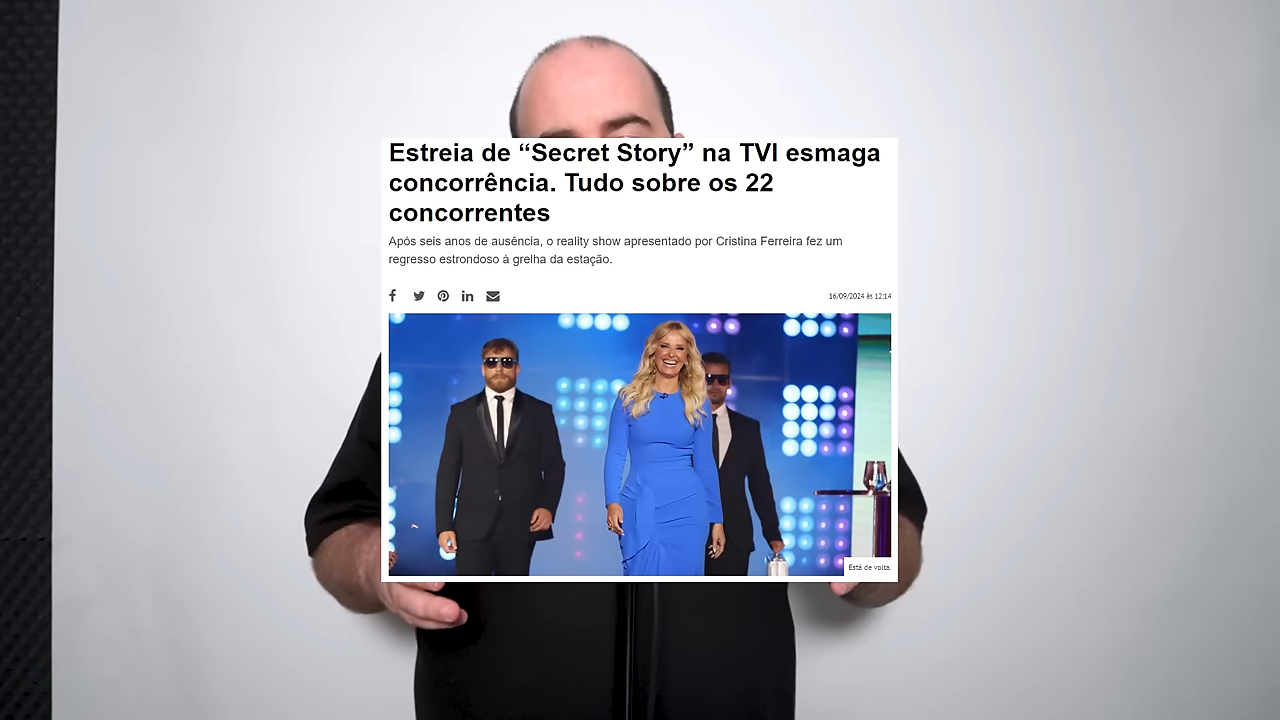 Estreia de “Secret Story” na TVI esmaga
concorrência. Tudo sobre os 22
concorrentes
Após seis anos de ausência, o reality show apresentado por Cristina Ferreira fez um
regresso estrondoso à grelha da estação.
16/09/2024 às 12:14
Está de volta.